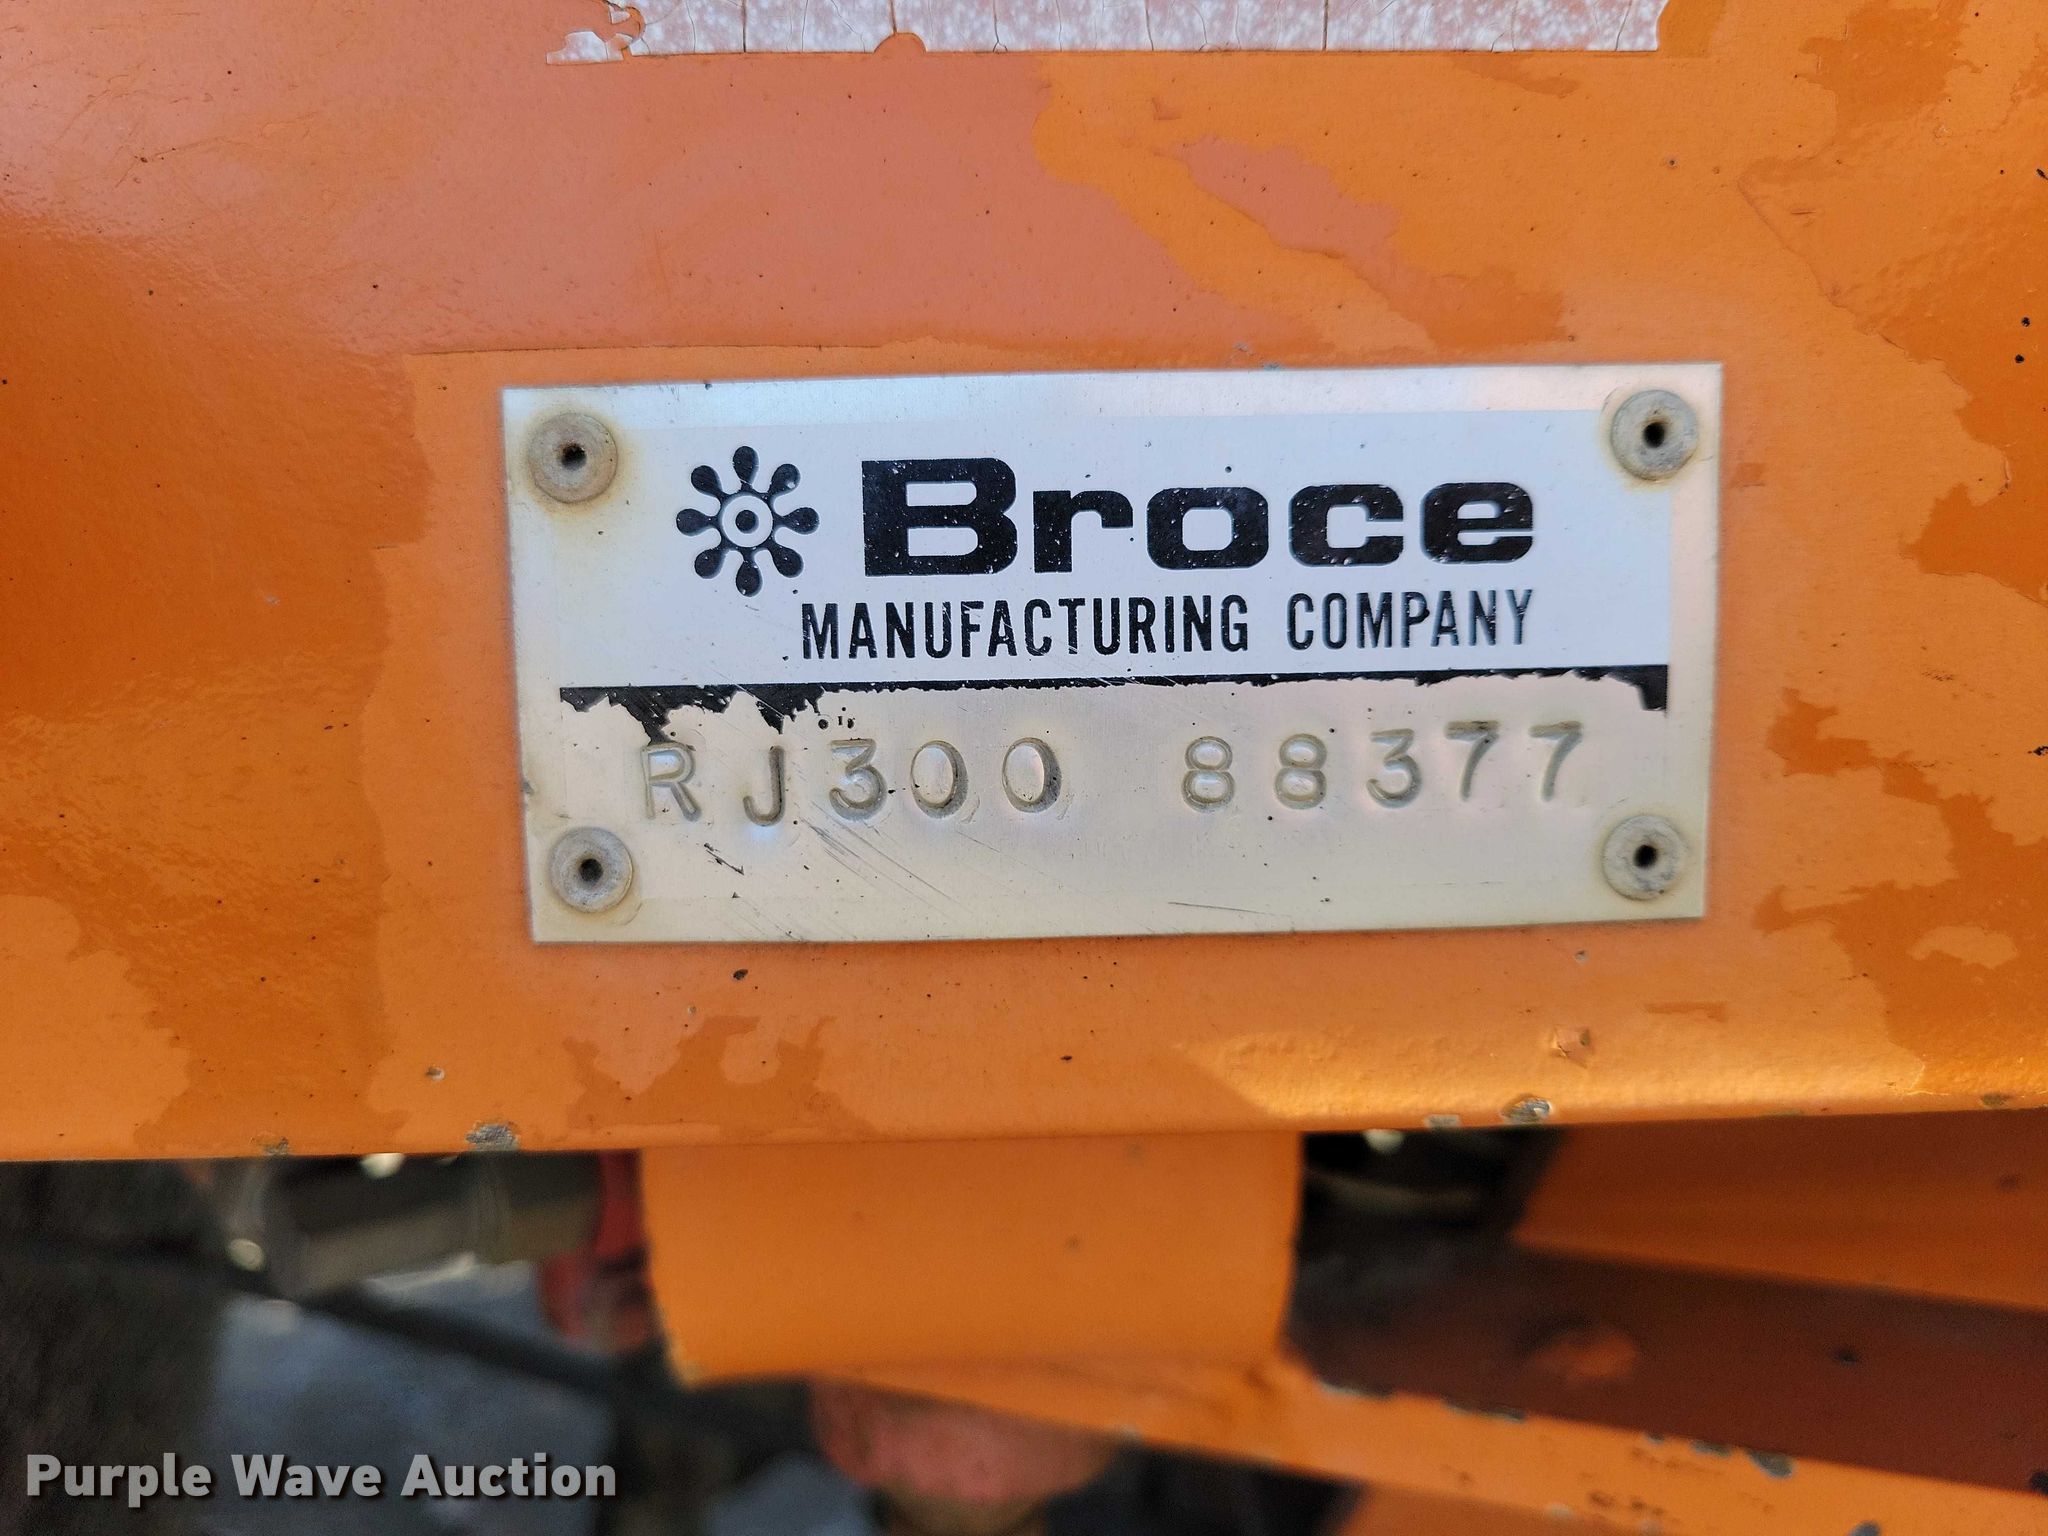 Broce
MANUFACTURING COMPANY
RJ300 88377
Purple Wave Auction